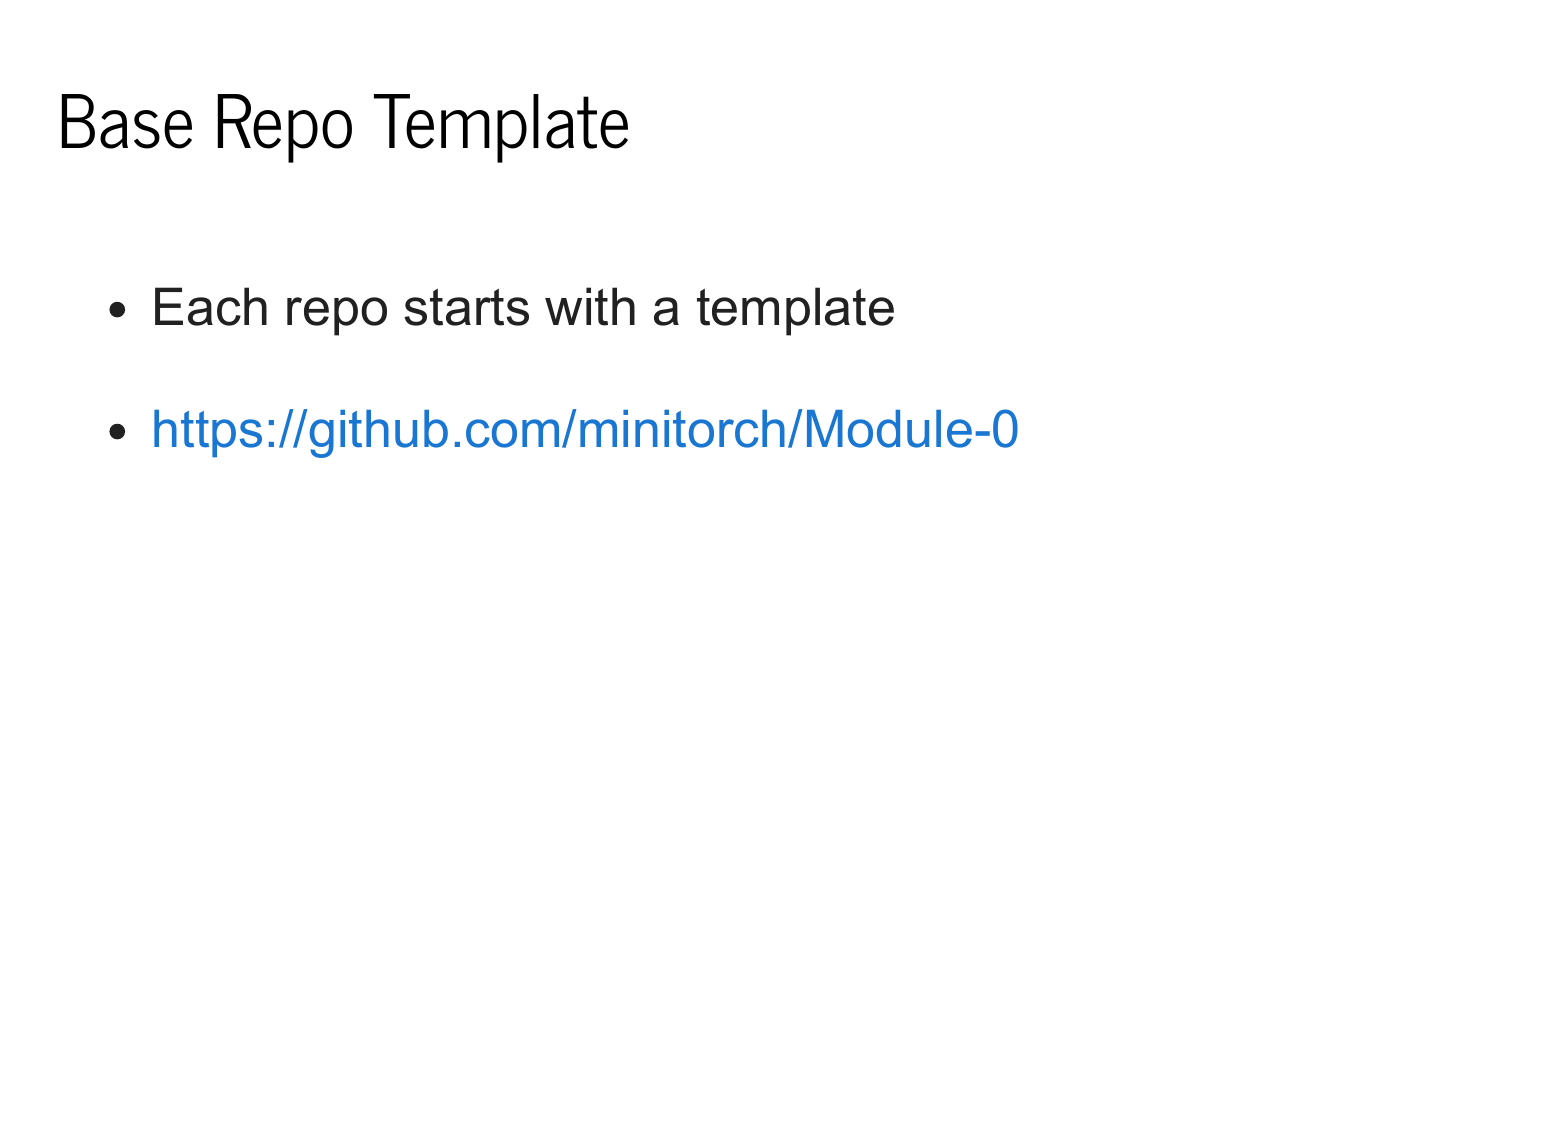 Base Repo Template
• Each repo starts with a template
• https://github.com/minitorch/Module-0